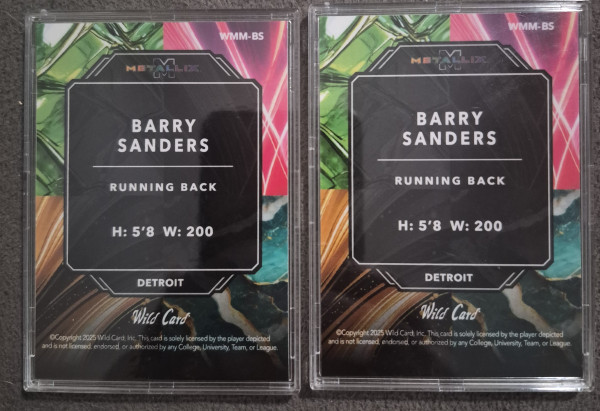 WMM-BS
M
METALLIX
BARRY
SANDERS
RUNNING BACK
H: 5'8 W: 200
DETROIT
Wild Card
©Copyright 2025 Wild Card, Inc. This card is solely licensed by the player depicted
and is not licensed, endorsed, or authorized by any College, University, Team, or League.
WMM-BS
M
METALLIX
BARRY
SANDERS
RUNNING BACK
H: 5'8 W: 200
DETROIT
Wild Card
©Copyright 2025 Wild Card, Inc. This card is solely licensed by the player depicted
and is not licensed, endorsed, or authorized by any College, University, Team, or League.